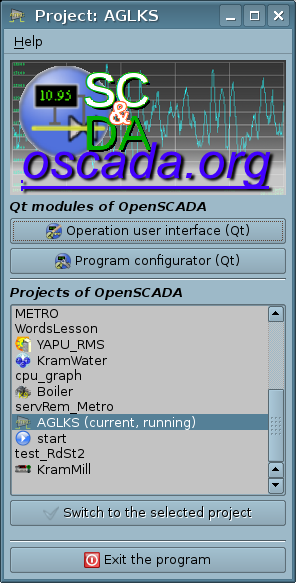 Project: AGLKS
Help
10.95
SC
&
DA
oscada.org
Qt modules of OpenSCADA
Operation user interface (Qt)
Program configurator (Qt)
Projects of OpenSCADA
METRO
WordsLesson
YAPU_RMS
KramWater
cpu_graph
Boiler
servRem_Metro
AGLKS (current, running)
start
test_RdSt2
KramMill
Switch to the selected project
Exit the program